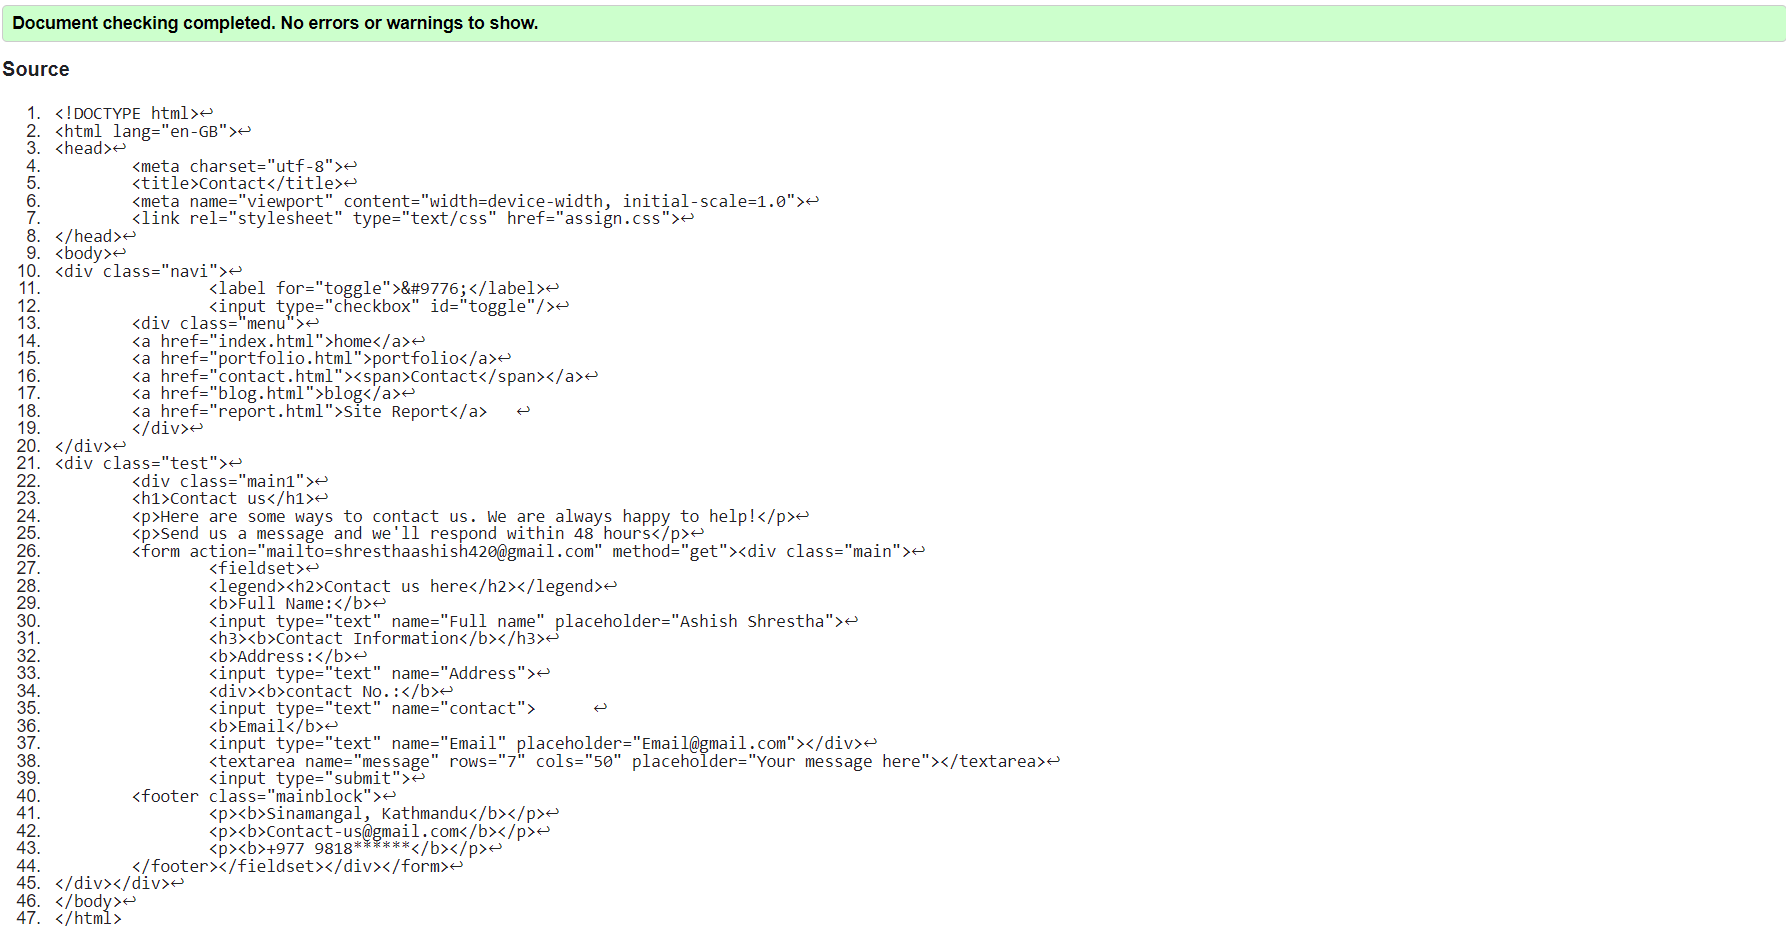 Document checking completed. No errors or warnings to show.
Source
1. <!DOCTYPE html>↩
2. <html lang="en-GB">↩
3. <head>↩
4. <meta charset="utf-8">↩
5. <title>Contact</title>↩
6. <meta name="viewport" content="width=device-width, initial-scale=1.0">↩
7. <link rel="stylesheet" type="text/css" href="assign.css">↩
8. </head>↩
9. <body>↩
10. <div class="navi">↩
11. <label for="toggle">&#9776;</label>↩
12. <input type="checkbox" id="toggle"/>↩
13. <div class="menu">↩
14. <a href="index.html">home</a>↩
15. <a href="portfolio.html">portfolio</a>↩
16. <a href="contact.html"><span>Contact</span></a>↩
17. <a href="blog.html">blog</a>↩
18. <a href="report.html">Site Report</a> ↩
19. </div>↩
20. </div>↩
21. <div class="test">↩
22. <div class="main1">↩
23. <h1>Contact us</h1>↩
24. <p>Here are some ways to contact us. We are always happy to help!</p>↩
25. <p>Send us a message and we'll respond within 48 hours</p>↩
26. <form action="mailto=shresthaashish420@gmail.com" method="get"><div class="main">↩
27. <fieldset>↩
28. <legend><h2>Contact us here</h2></legend>↩
29. <b>Full Name:</b>↩
30. <input type="text" name="Full name" placeholder="Ashish Shrestha">↩
31. <h3><b>Contact Information</b></h3>↩
32. <b>Address:</b>↩
33. <input type="text" name="Address">↩
34. <div><b>contact No.:</b>↩
35. <input type="text" name="contact"> ↩
36. <b>Email</b>↩
37. <input type="text" name="Email" placeholder="Email@gmail.com"></div>↩
38. <textarea name="message" rows="7" cols="50" placeholder="Your message here"></textarea>↩
39. <input type="submit">↩
40. <footer class="mainblock">↩
41. <p><b>Sinamangal, Kathmandu</b></p>↩
42. <p><b>Contact-us@gmail.com</b></p>↩
43. <p><b>+977 9818******</b></p>↩
44. </footer></fieldset></div></form>↩
45. </div></div>↩
46. </body>↩
47. </html>